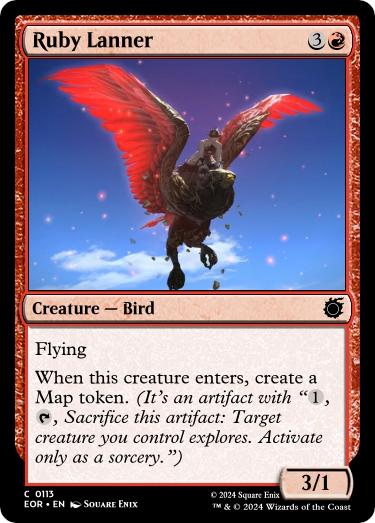 Ruby Lanner 3
Creature — Bird
Flying
When this creature enters, create a
Map token. (It's an artifact with “1,
Sacrifice this artifact: Target
creature you control explores. Activate
only as a sorcery.”)
3/1
C 0113
EOR • EN SQUARE ENIX
© 2024 Square Enix
™ & © 2024 Wizards of the Coast